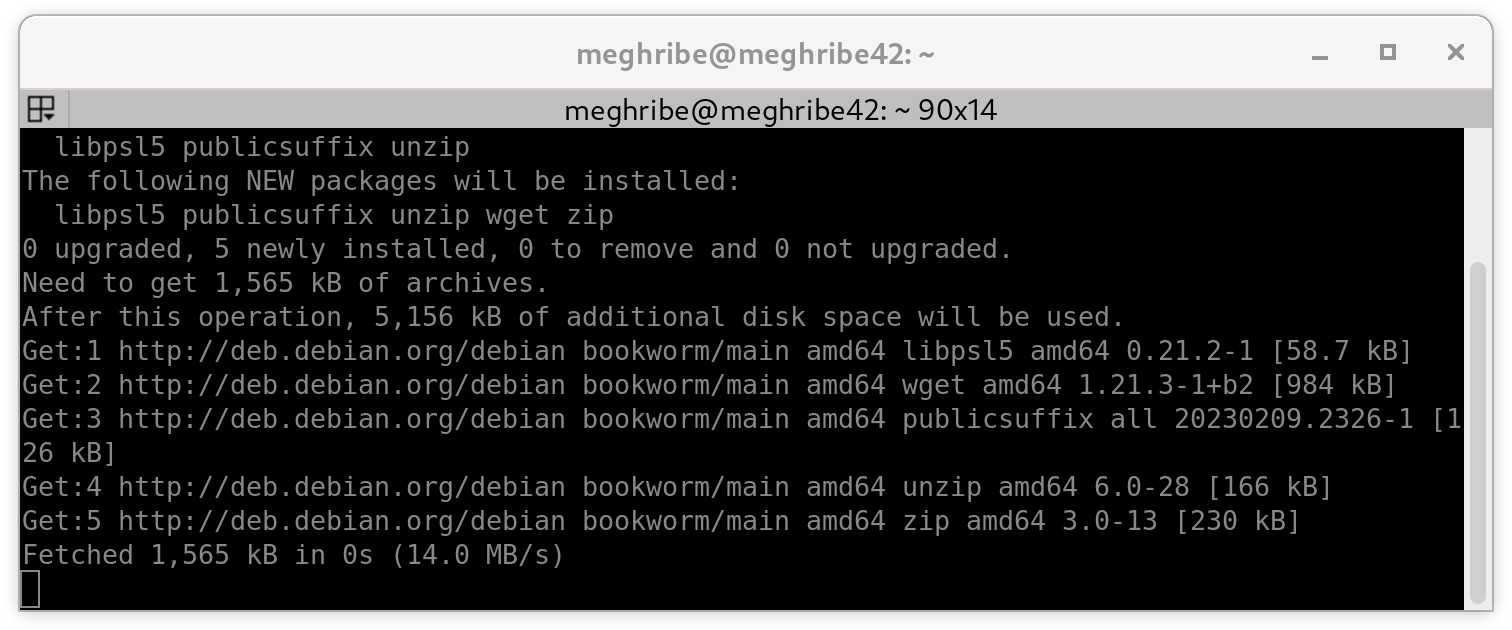 meghribe@meghribe42: ~
meghribe@meghribe42: ~ 90x14
  libpsl5 publicsuffix unzip
The following NEW packages will be installed:
  libpsl5 publicsuffix unzip wget zip
0 upgraded, 5 newly installed, 0 to remove and 0 not upgraded.
Need to get 1,565 kB of archives.
After this operation, 5,156 kB of additional disk space will be used.
Get:1 http://deb.debian.org/debian bookworm/main amd64 libpsl5 amd64 0.21.2-1 [58.7 kB]
Get:2 http://deb.debian.org/debian bookworm/main amd64 wget amd64 1.21.3-1+b2 [984 kB]
Get:3 http://deb.debian.org/debian bookworm/main amd64 publicsuffix all 20230209.2326-1 [1
26 kB]
Get:4 http://deb.debian.org/debian bookworm/main amd64 unzip amd64 6.0-28 [166 kB]
Get:5 http://deb.debian.org/debian bookworm/main amd64 zip amd64 3.0-13 [230 kB]
Fetched 1,565 kB in 0s (14.0 MB/s)